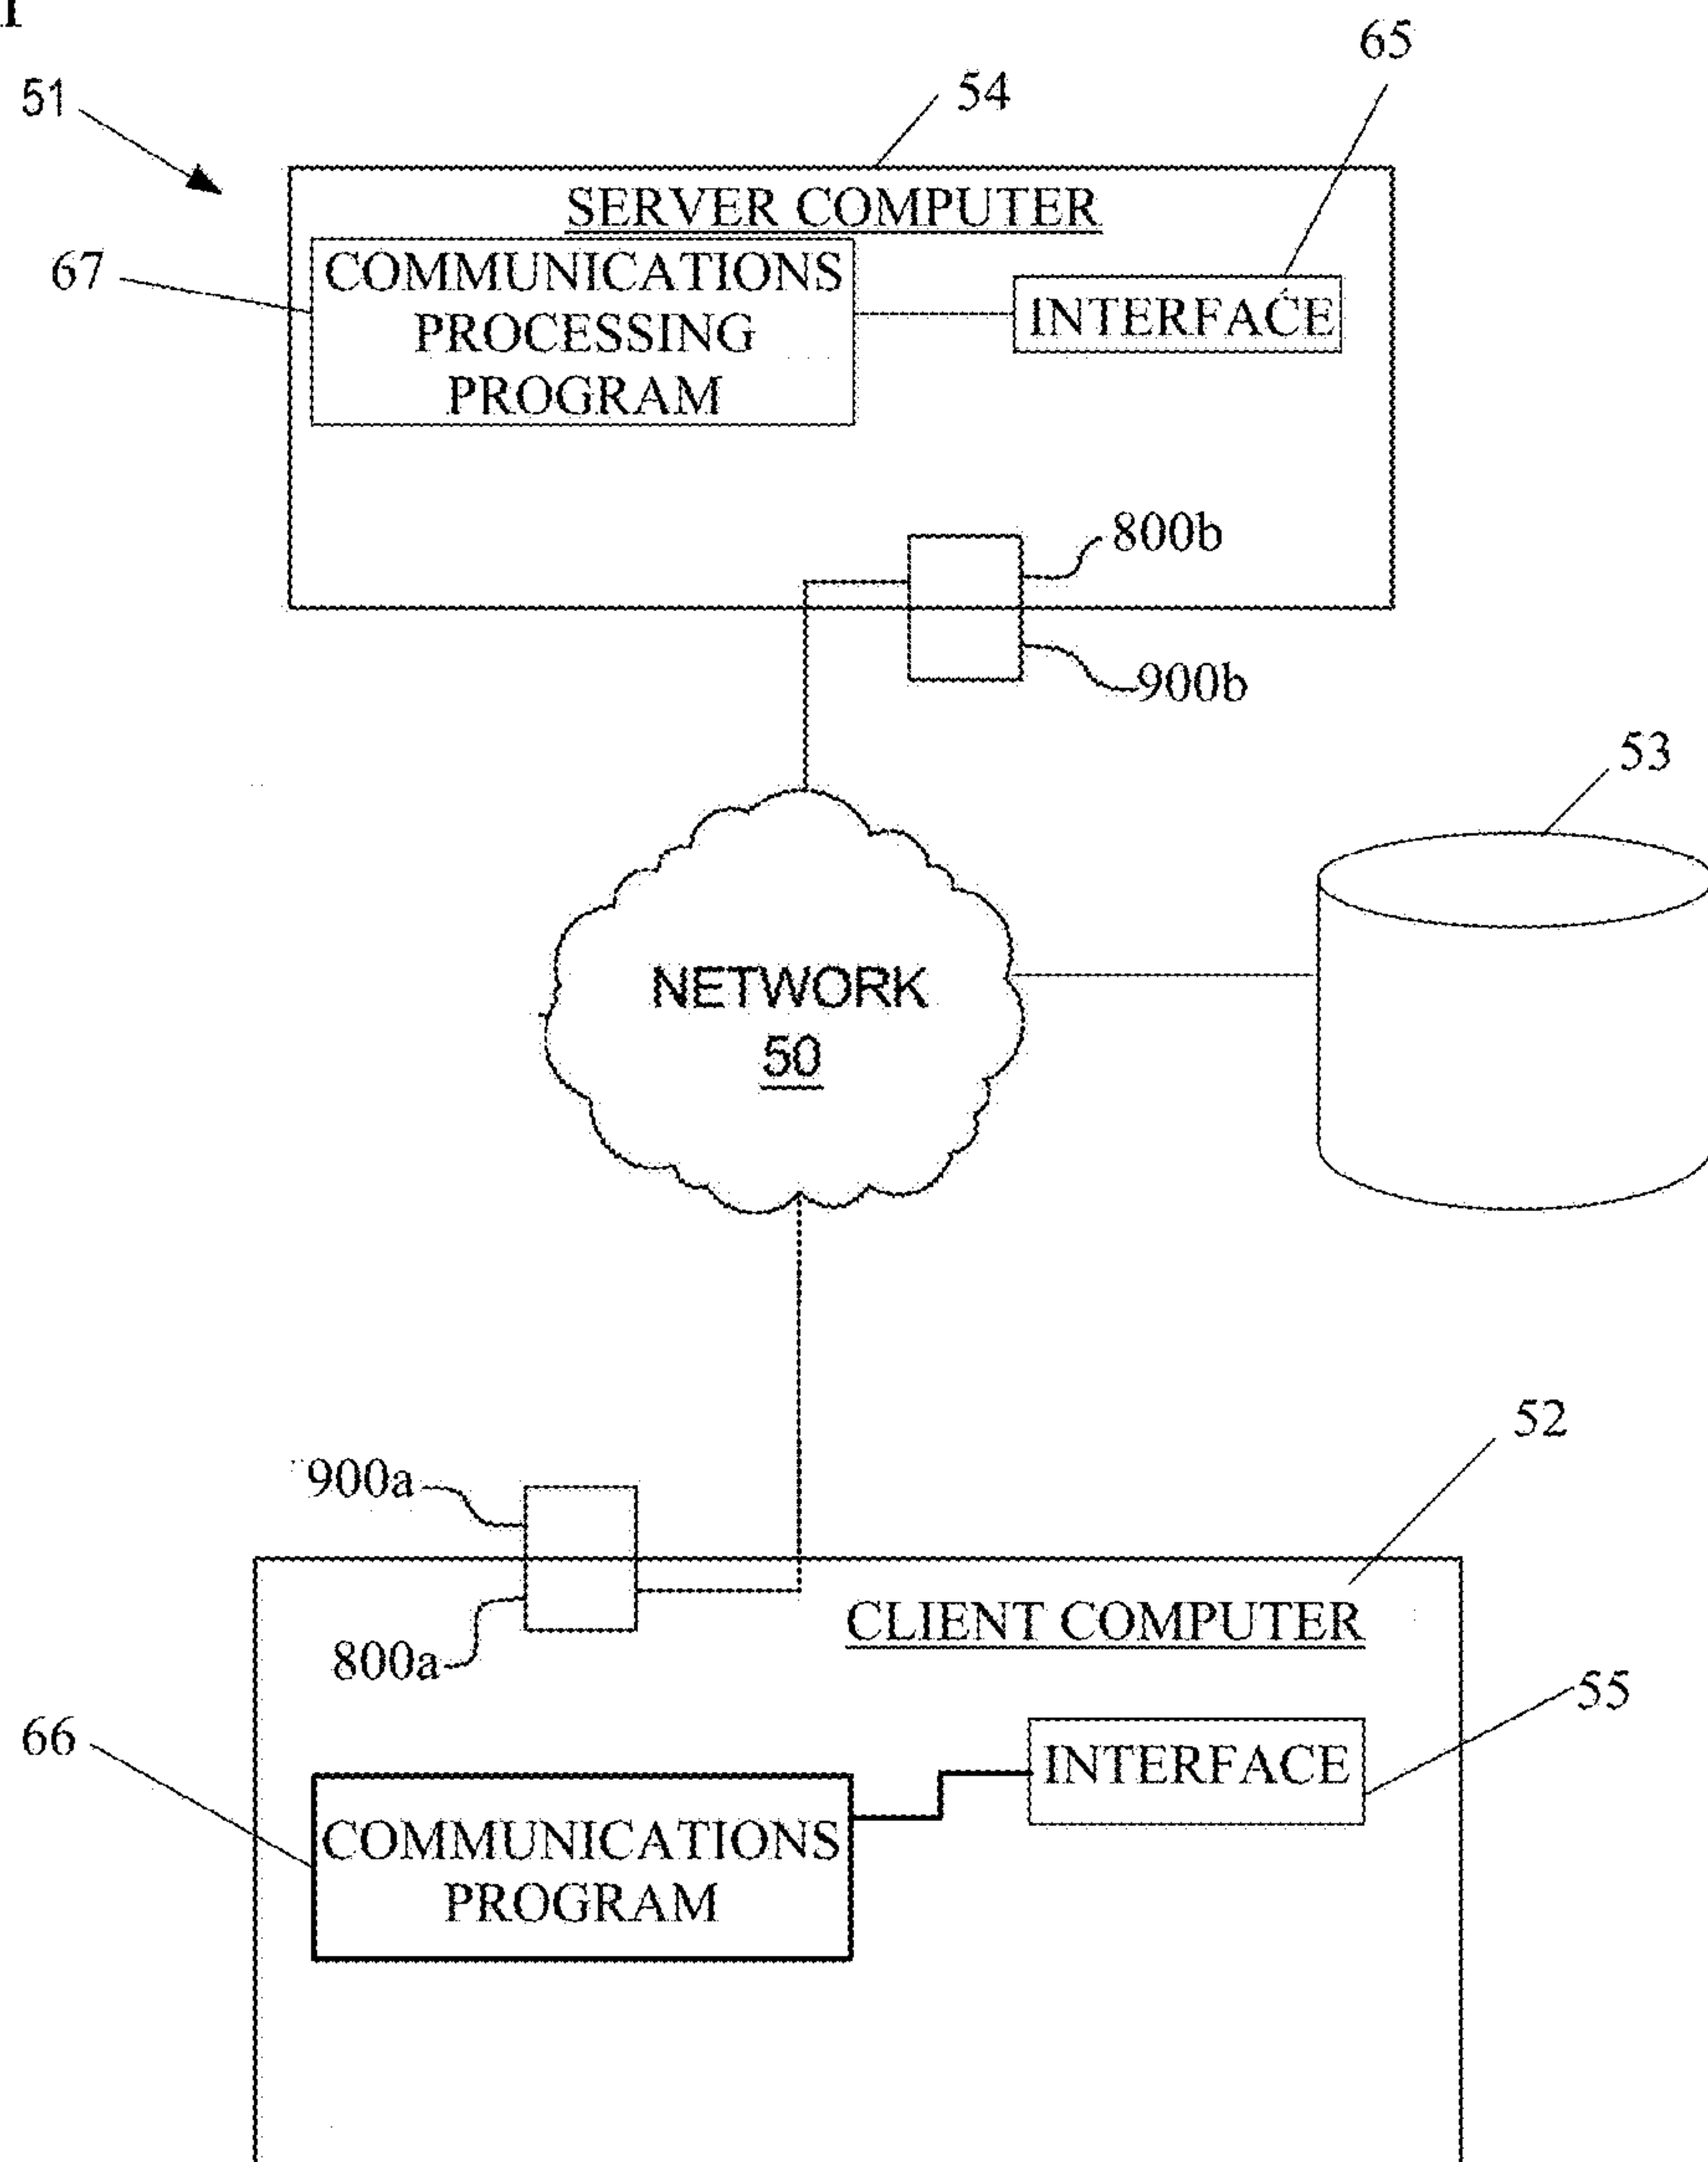 65
51
54
SERVER COMPUTER
67
COMMUNICATIONS
PROCESSING
PROGRAM
INTERFACE
800b
900b
53
NETWORK
50
52
900a
CLIENT COMPUTER
800a
55
66
INTERFACE
COMMUNICATIONS
PROGRAM